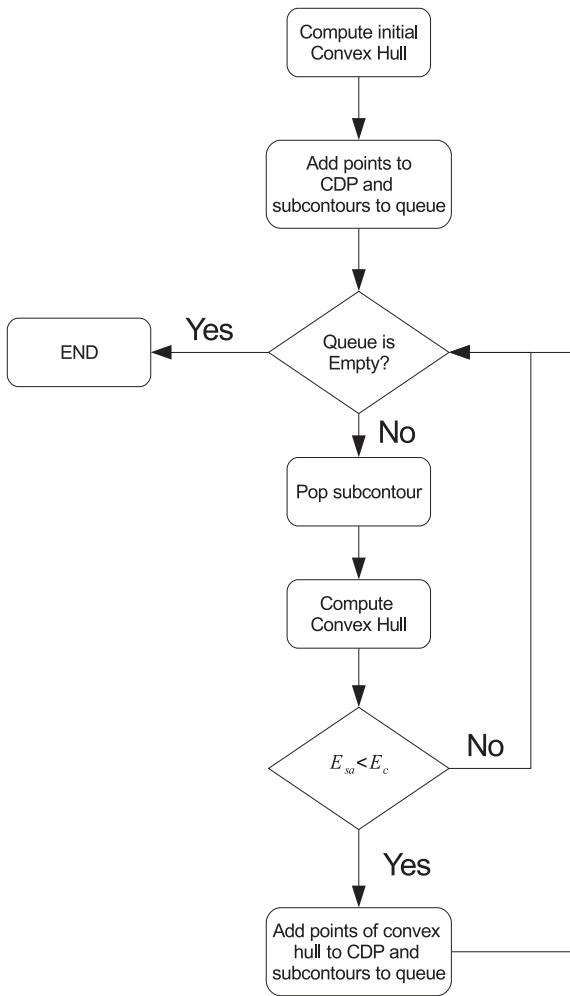 Compute initial
Convex Hull
Add points to
CDP and
subcontours to queue
Yes
END
Queue is
Empty?
No
Pop subcontour
Compute
Convex Hull
E_sa < E_c
No
Yes
Add points of convex
hull to CDP and
subcontours to queue